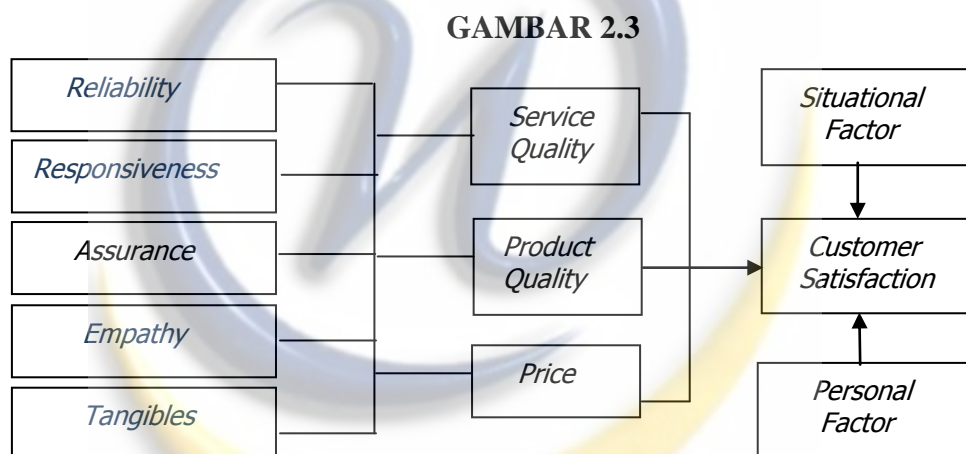 GAMBAR 2.3
Reliability
Responsiveness
Assurance
Empathy
Tangibles
Service
Quality
Product
Quality
Price
Situational
Factor
Customer
Satisfaction
Personal
Factor